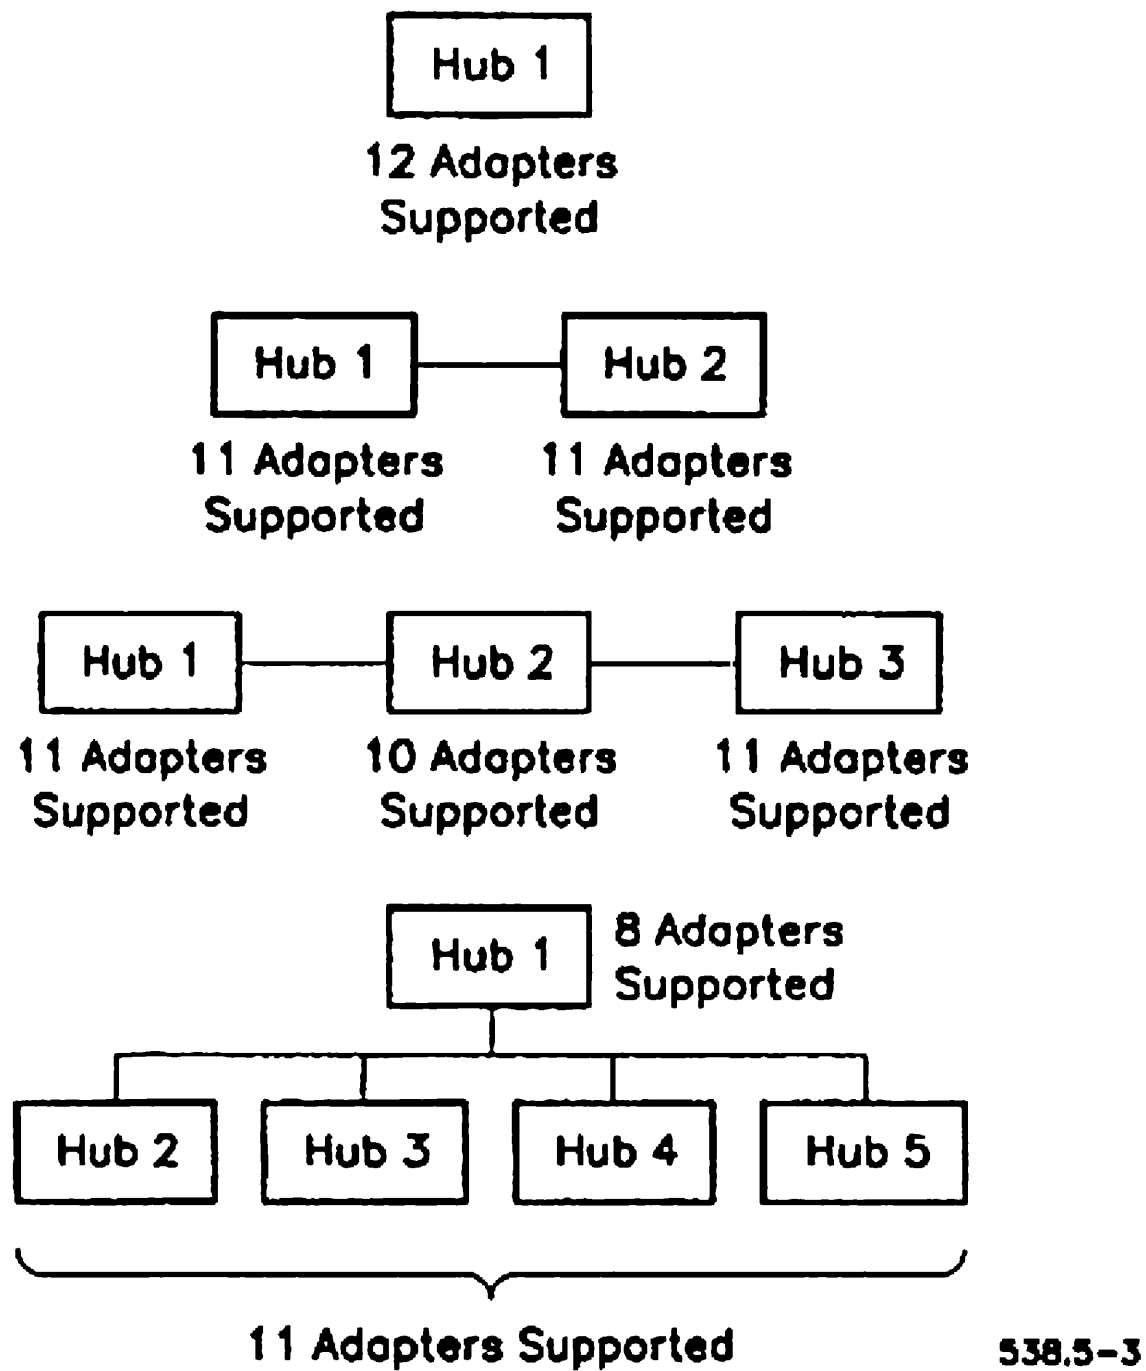 Hub 1
12 Adapters
Supported
Hub 1
Hub 2
11 Adapters
Supported
11 Adapters
Supported
Hub 1
Hub 2
Hub 3
11 Adapters
Supported
10 Adapters
Supported
11 Adapters
Supported
Hub 1
8 Adapters
Supported
Hub 2
Hub 3
Hub 4
Hub 5
11 Adapters Supported
538.5-3